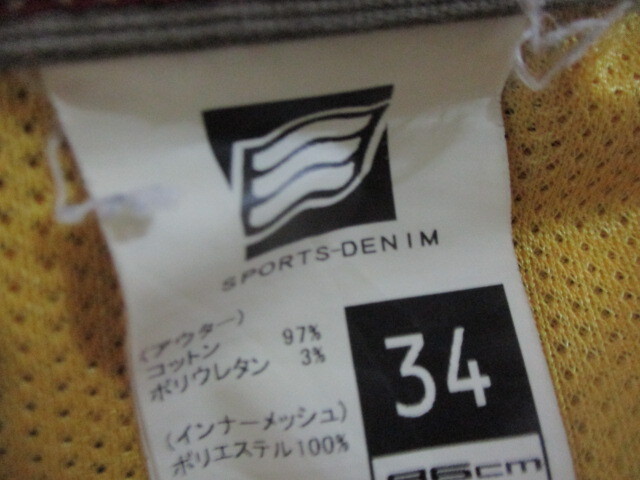 SPORTS-DENIM
(アウター)
コットン 97%
ポリウレタン 3%
(インナーメッシュ)
ポリエステル100%
34
86cm